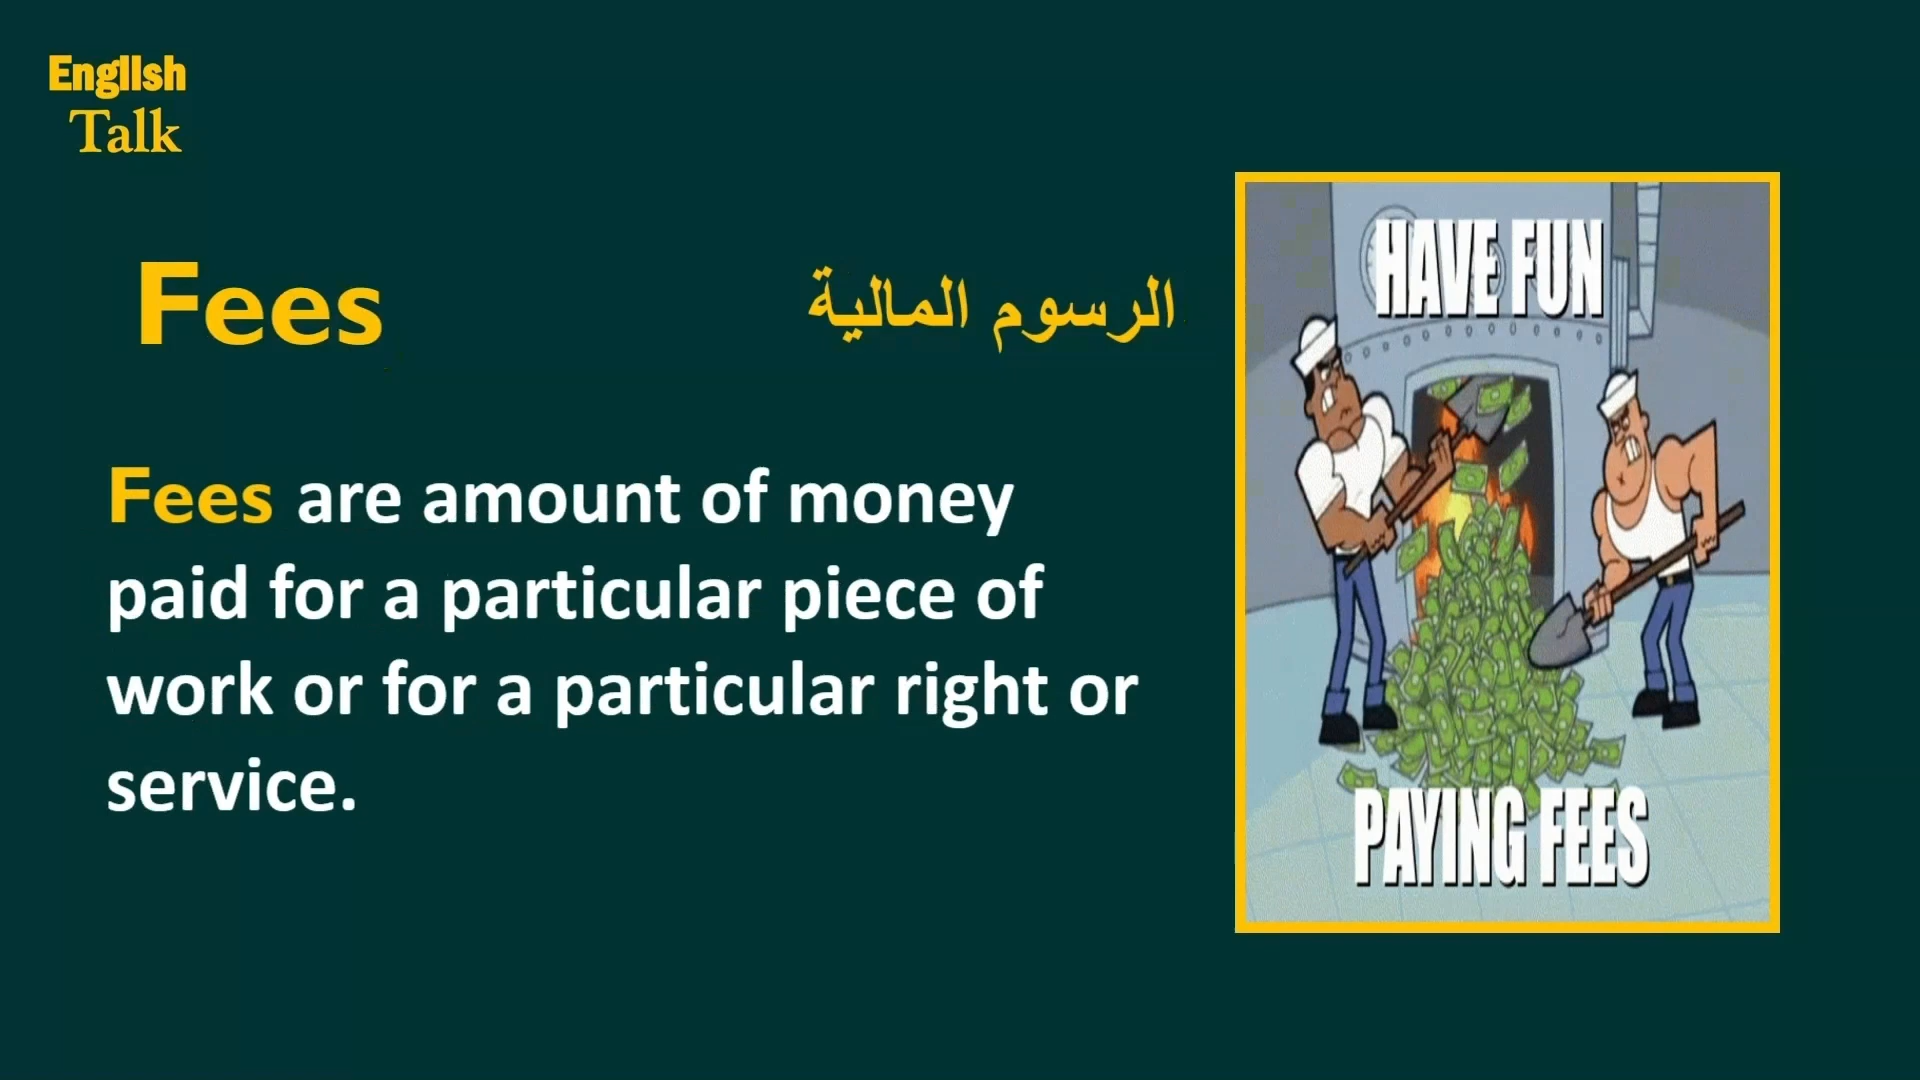 English
Talk
Fees
الرسوم المالية
Fees are amount of money
paid for a particular piece of
work or for a particular right or
service.
HAVE FUN
PAYING FEES